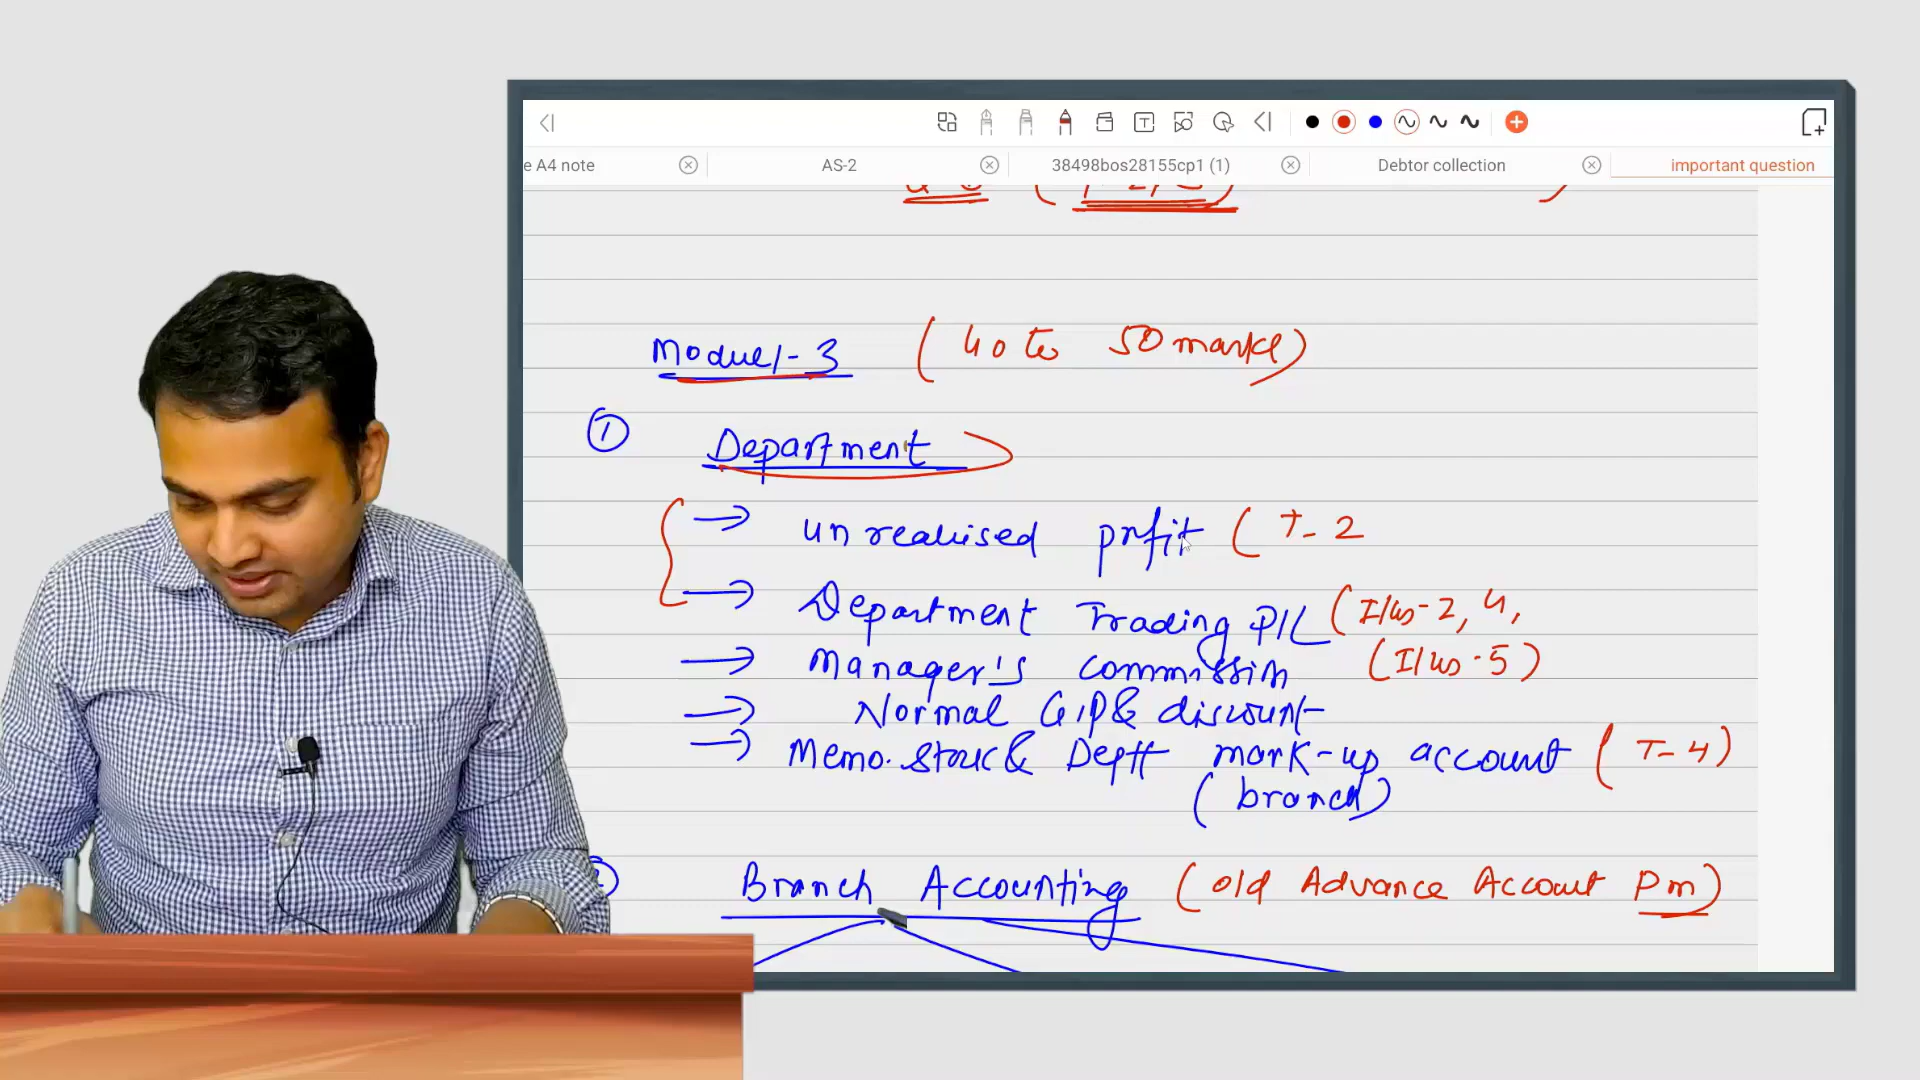 e A4 note AS-2 38498bos28155cp1 (1) Debtor collection important question
Moduel-3 (40 to 50 marks)
1 Department
→ unrealised profit (T-2
→ Department Trading P/L (Illus-2, 4,
→ Manager's commission (Illus-5)
→ Normal G/P & discount
→ Memo. Stock & Deptt mark-up account (T-4)
(branch)
Branch Accounting (old Advance Account Pm)